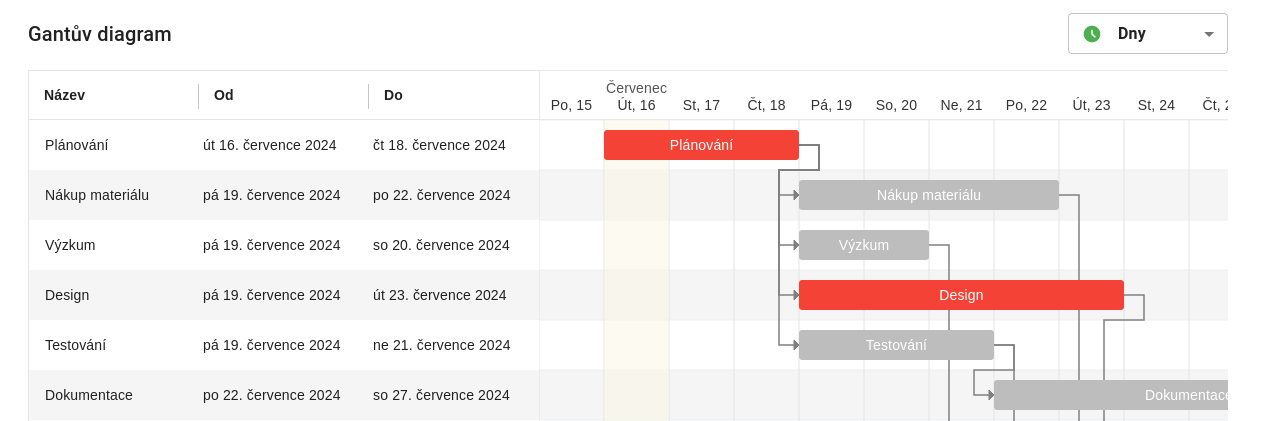 Gantův diagram
Dny
Název Od Do
Červenec
Po, 15 Út, 16 St, 17 Čt, 18 Pá, 19 So, 20 Ne, 21 Po, 22 Út, 23 St, 24 Čt,
Plánování út 16. července 2024 čt 18. července 2024 Plánování
Nákup materiálu pá 19. července 2024 po 22. července 2024 Nákup materiálu
Výzkum pá 19. července 2024 so 20. července 2024 Výzkum
Design pá 19. července 2024 út 23. července 2024 Design
Testování pá 19. července 2024 ne 21. července 2024 Testování
Dokumentace po 22. července 2024 so 27. července 2024 Dokumentace